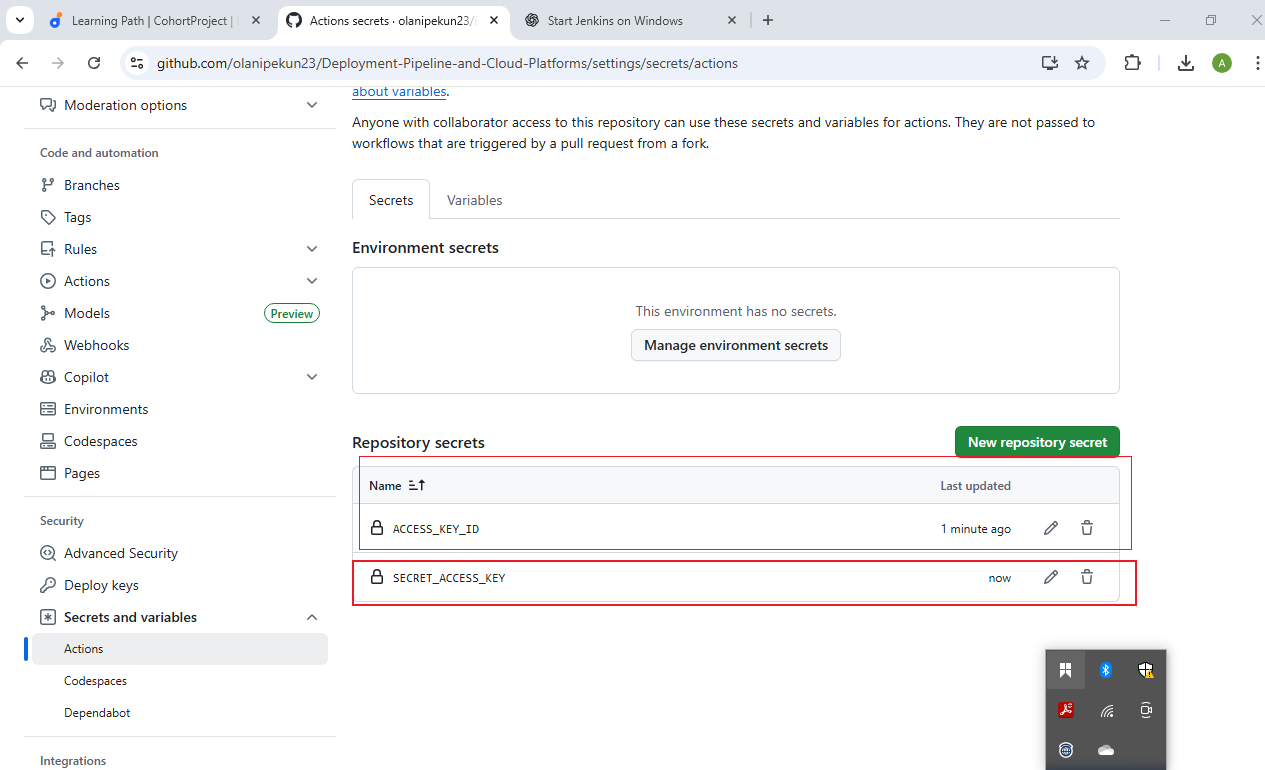 Learning Path | CohortProject |
Actions secrets · olanipekun23/
Start Jenkins on Windows
github.com/olanipekun23/Deployment-Pipeline-and-Cloud-Platforms/settings/secrets/actions
A
Moderation options
Code and automation
Branches
Tags
Rules
Actions
Models
Preview
Webhooks
Copilot
Environments
Codespaces
Pages
Security
Advanced Security
Deploy keys
Secrets and variables
Actions
Codespaces
Dependabot
Integrations
about variables.
Anyone with collaborator access to this repository can use these secrets and variables for actions. They are not passed to
workflows that are triggered by a pull request from a fork.
Secrets
Variables
Environment secrets
This environment has no secrets.
Manage environment secrets
Repository secrets
New repository secret
Name
Last updated
ACCESS_KEY_ID
1 minute ago
SECRET_ACCESS_KEY
now